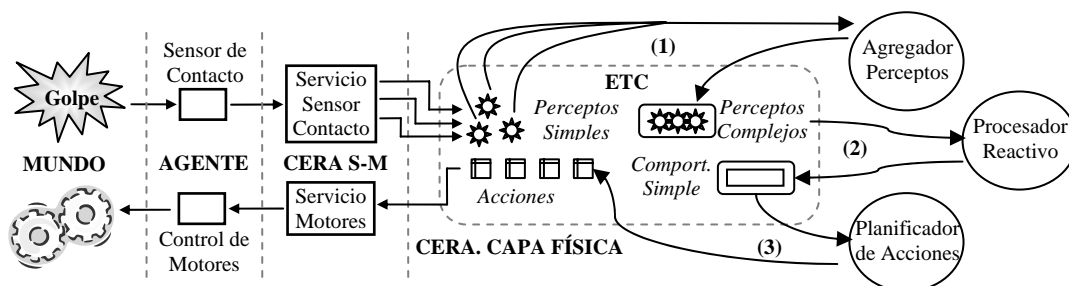 Sensor de
Contacto
Golpe
MUNDO
AGENTE
Servicio
Sensor
Contacto
CERA S-M
Servicio
Motores
Control de
Motores
(1)
ETC
Perceptos
Simples
Perceptos
Complejos
Acciones
Comport.
Simple
CERA. CAPA FÍSICA
(2)
(3)
Agregador
Perceptos
Procesador
Reactivo
Planificador
de Acciones